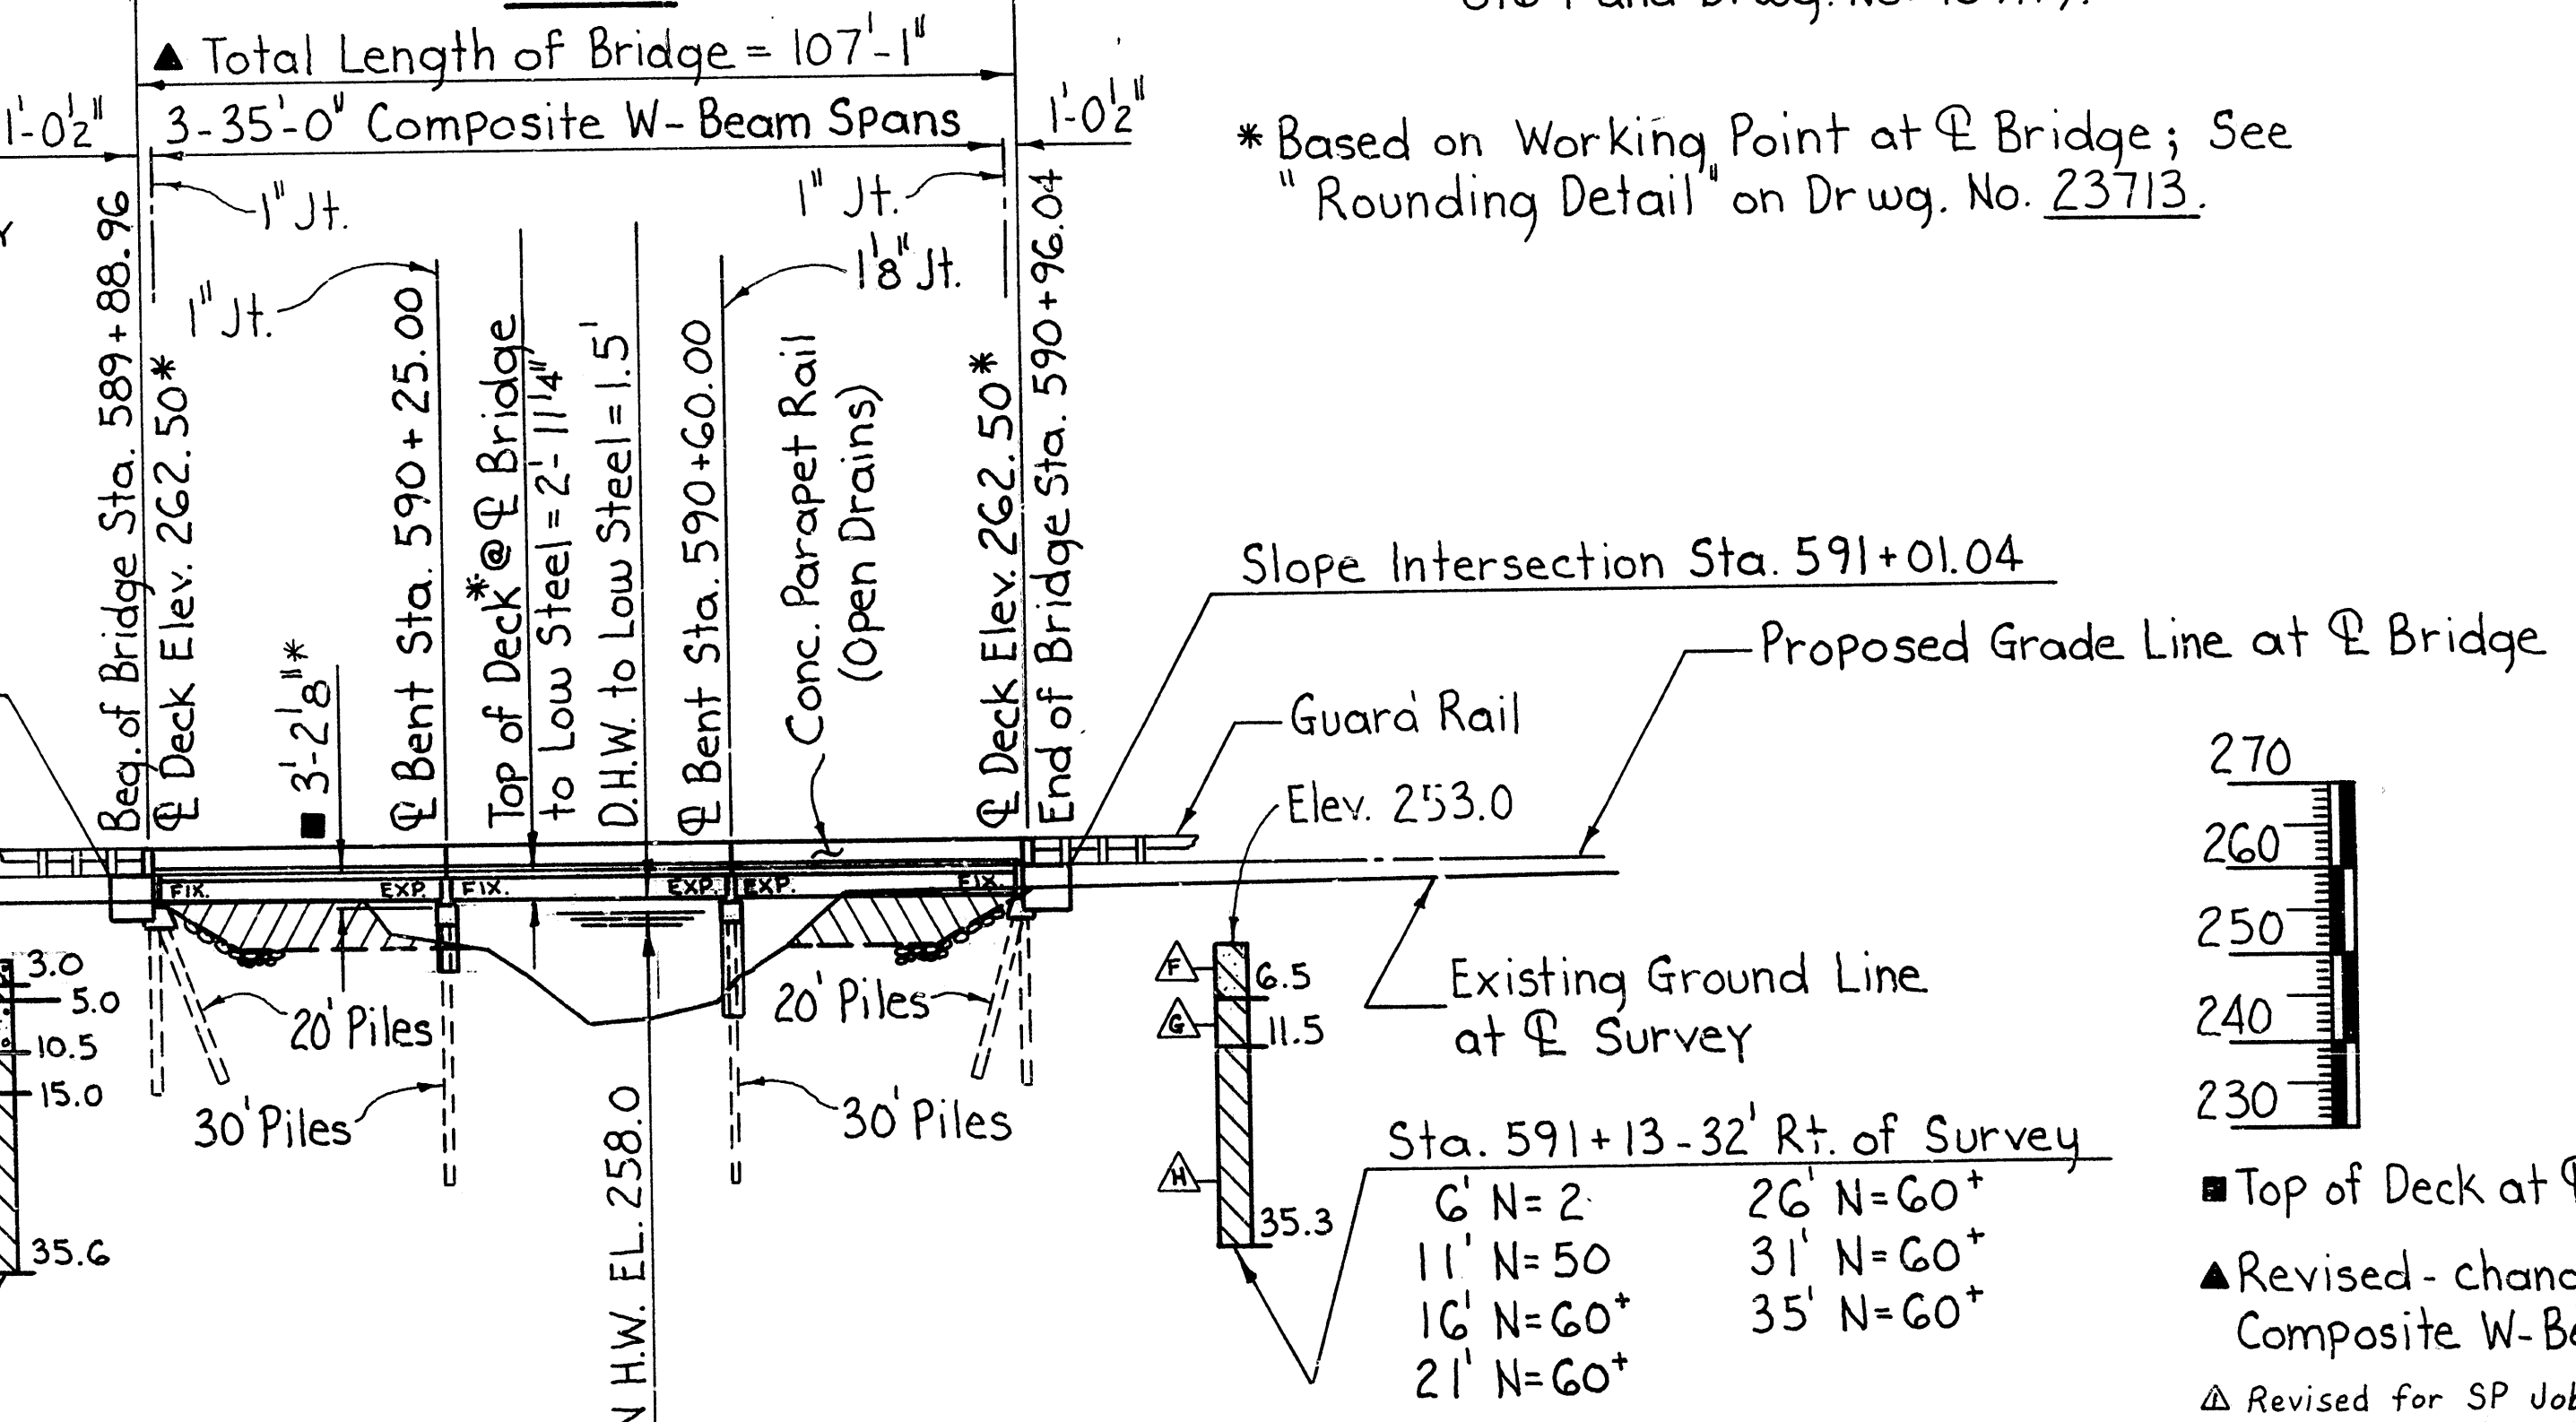 ▲ Total Length of Bridge = 107'-1"
1'-0½"
3-35'-0" Composite W-Beam Spans
1'-0½"
1" Jt.
1" Jt.
1" Jt.
1⅛" Jt.
* Based on Working Point at ℄ Bridge; See
"Rounding Detail" on Drwg. No. 23713.
Beg. of Bridge Sta. 589+88.96
℄ Deck Elev. 262.50*
■ 3'-2⅛"*
℄ Bent Sta. 590+25.00
Top of Deck* @ ℄ Bridge
to Low Steel = 2'-11¼"
D.H.W. to Low Steel = 1.5'
℄ Bent Sta. 590+60.00
Conc. Parapet Rail
(Open Drains)
℄ Deck Elev. 262.50*
End of Bridge Sta. 590+96.04
Slope Intersection Sta. 591+01.04
Proposed Grade Line at ℄ Bridge
Guard Rail
Elev. 253.0
FIX. EXP. FIX. EXP. EXP. FIX.
20' Piles
30' Piles
20' Piles
30' Piles
H.W. EL. 258.0
3.0
5.0
10.5
15.0
35.6
F 6.5
G 11.5
H 35.3
Existing Ground Line
at ℄ Survey
Sta. 591+13-32' Rt. of Survey
6' N=2 26' N=60+
11' N=50 31' N=60+
16' N=60+ 35' N=60+
21' N=60+
270
260
250
240
230
■ Top of Deck at
▲ Revised-
Composite W-
Revised for SP